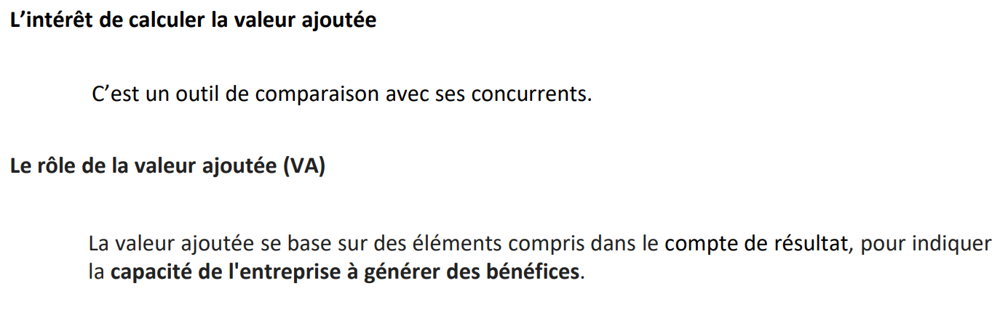 L’intérêt de calculer la valeur ajoutée
C’est un outil de comparaison avec ses concurrents.
Le rôle de la valeur ajoutée (VA)
La valeur ajoutée se base sur des éléments compris dans le compte de résultat, pour indiquer
la capacité de l'entreprise à générer des bénéfices.